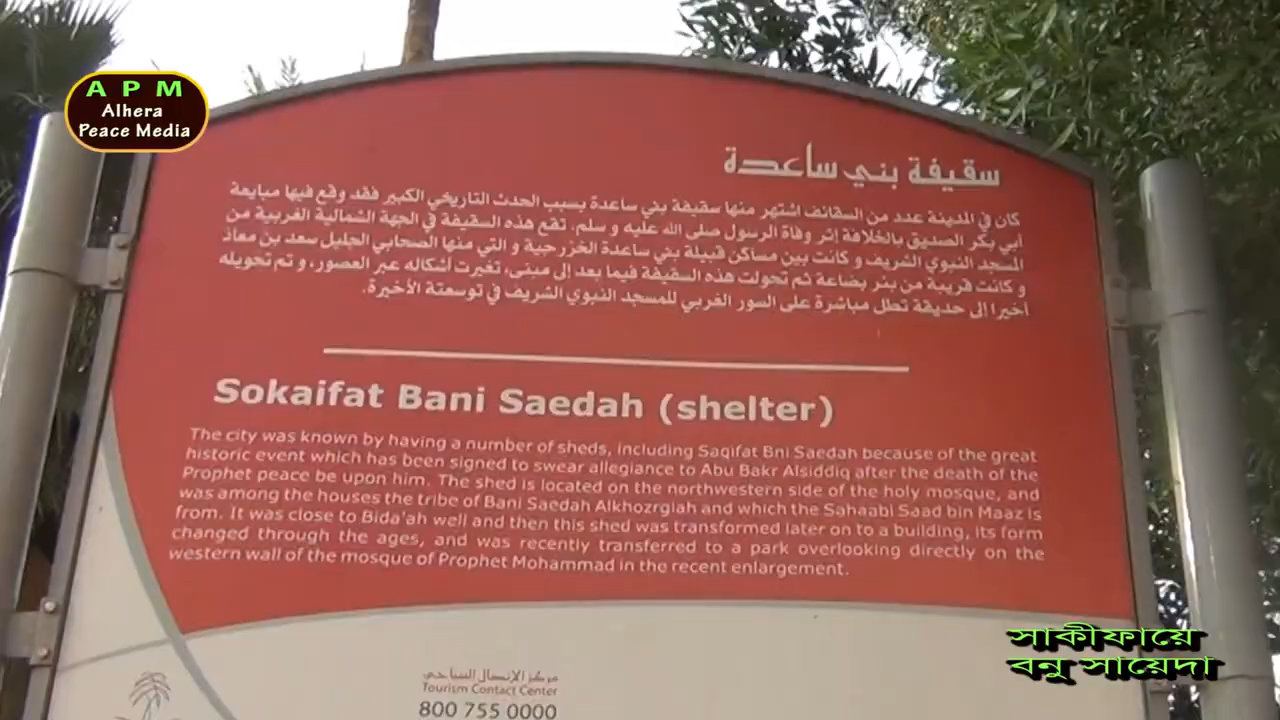 A P M
Alhera
Peace Media
سقيفة بني ساعدة
كان في المدينة عدد من السقائف اشتهر منها سقيفة بني ساعدة بسبب الحدث التاريخي الكبير فقد وقع فيها مبايعة
أبي بكر الصديق بالخلافة إثر وفاة الرسول صلى الله عليه و سلم. تقع هذه السقيفة في الجهة الشمالية الغربية من
المسجد النبوي الشريف و كانت بين مساكن قبيلة بني ساعدة الخزرجية و التي منها الصحابي الجليل سعد بن معاذ
و كانت قريبة من بئر بضاعة ثم تحولت هذه السقيفة فيما بعد إلى مبنى، تغيرت أشكاله عبر العصور، و تم تحويله
أخيرا إلى حديقة تطل مباشرة على السور الغربي للمسجد النبوي الشريف في توسعتة الأخيرة.
Sokaifat Bani Saedah (shelter)
The city was known by having a number of sheds, including Saqifat Bni Saedah because of the great
historic event which has been signed to swear allegiance to Abu Bakr Alsiddiq after the death of the
Prophet peace be upon him. The shed is located on the northwestern side of the holy mosque, and
was among the houses the tribe of Bani Saedah Alkhozrgiah and which the Sahaabi Saad bin Maaz is
from. It was close to Bida'ah well and then this shed was transformed later on to a building, its form
changed through the ages, and was recently transferred to a park overlooking directly on the
western wall of the mosque of Prophet Mohammad in the recent enlargement.
مركز الإتصال السياحي
Tourism Contact Center
800 755 0000
সাকীফায়ে
বনু সায়েদা